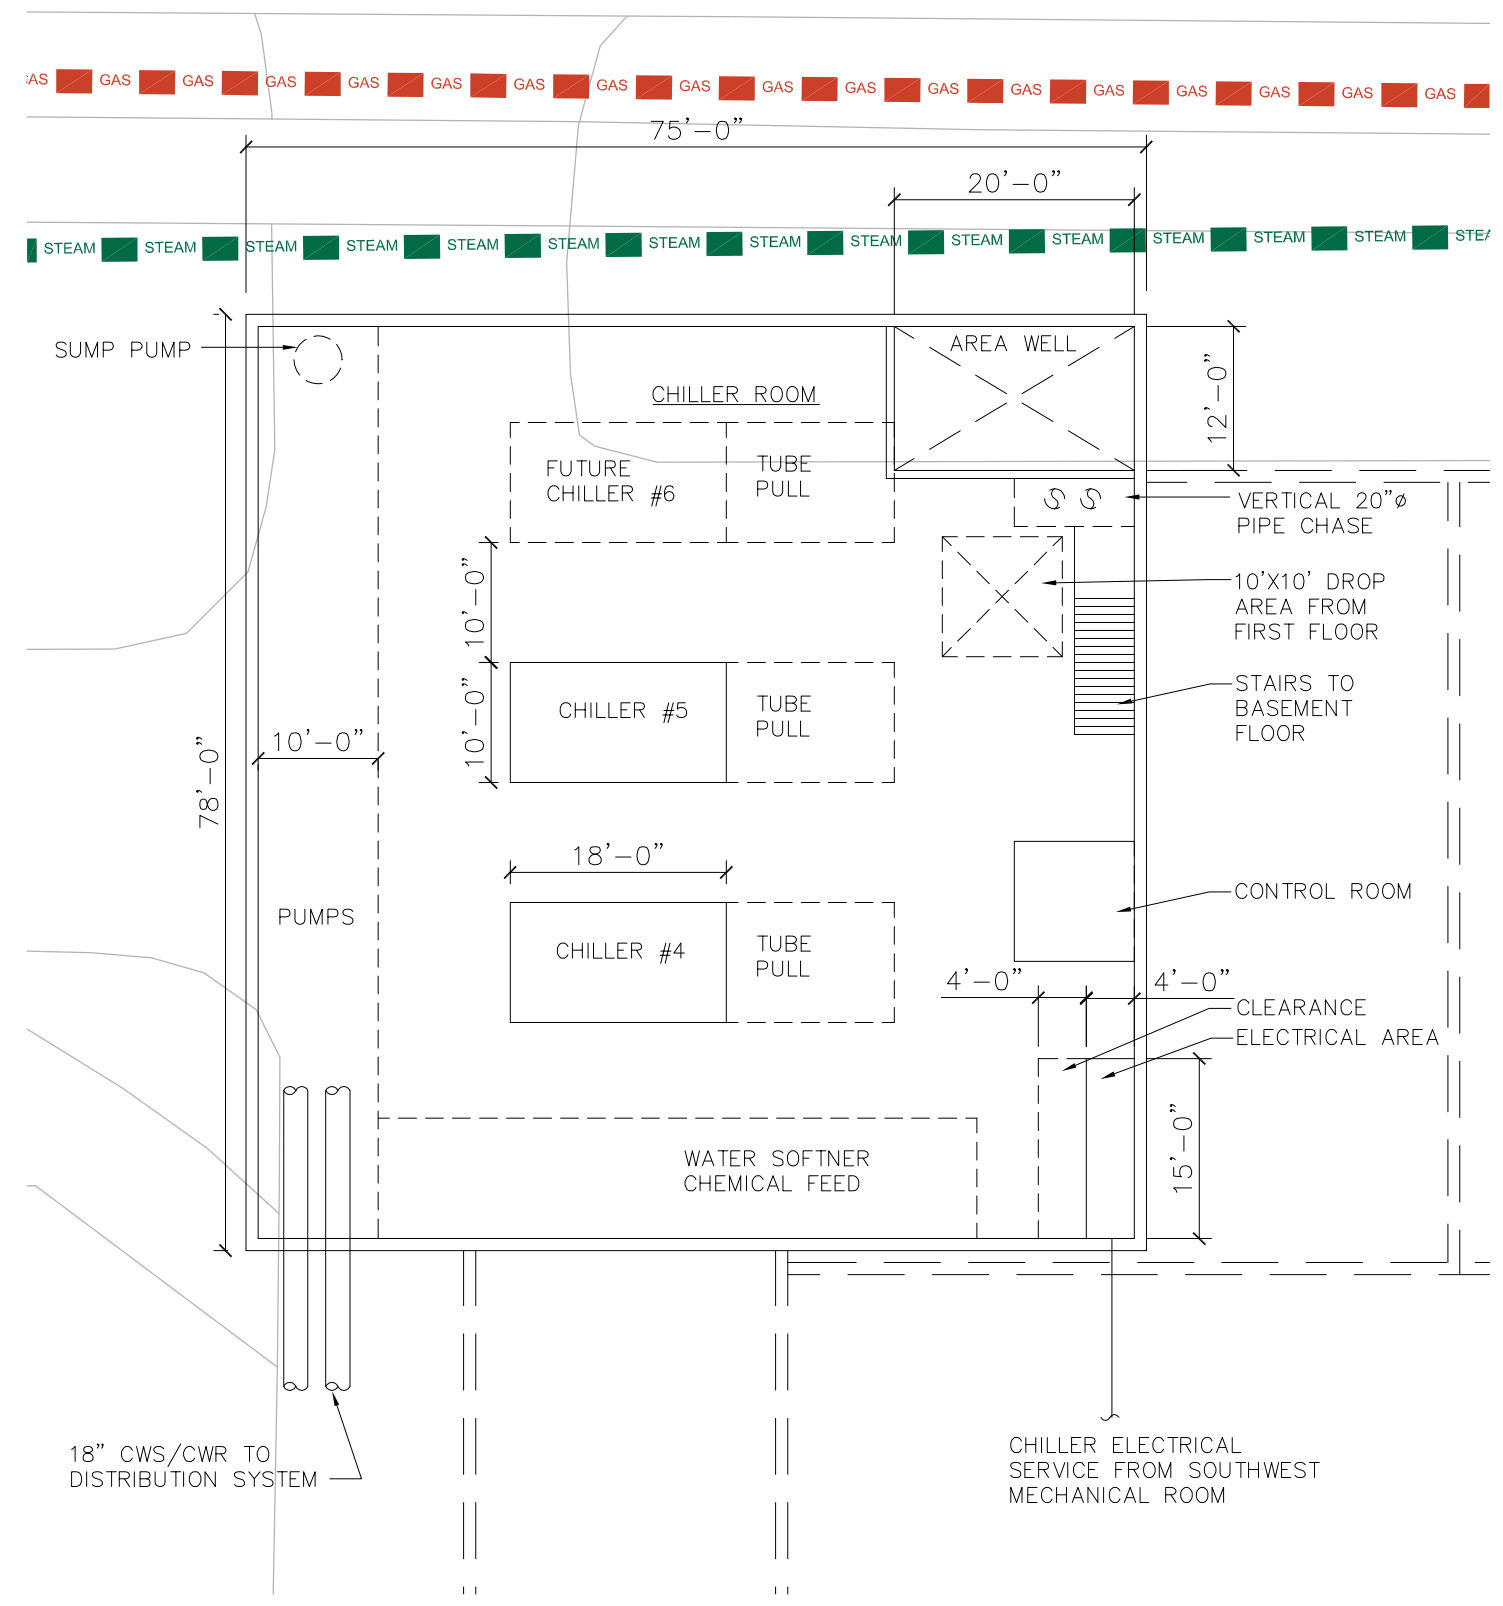 GAS GAS GAS GAS GAS GAS GAS GAS GAS GAS GAS GAS GAS GAS GAS GAS GAS GAS
75'-0"
20'-0"
STEAM STEAM STEAM STEAM STEAM STEAM STEAM STEAM STEAM STEAM STEAM STEAM STEAM STEAM STEA
SUMP PUMP
AREA WELL
12'-0"
CHILLER ROOM
FUTURE
CHILLER #6
TUBE
PULL
S S
VERTICAL 20"ø
PIPE CHASE
10'-0"
10'X10' DROP
AREA FROM
FIRST FLOOR
STAIRS TO
BASEMENT
FLOOR
10'-0"
CHILLER #5
TUBE
PULL
10'-0"
78'-0"
18'-0"
CONTROL ROOM
PUMPS
CHILLER #4
TUBE
PULL
4'-0"
4'-0"
CLEARANCE
ELECTRICAL AREA
15'-0"
WATER SOFTNER
CHEMICAL FEED
18" CWS/CWR TO
DISTRIBUTION SYSTEM
CHILLER ELECTRICAL
SERVICE FROM SOUTHWEST
MECHANICAL ROOM